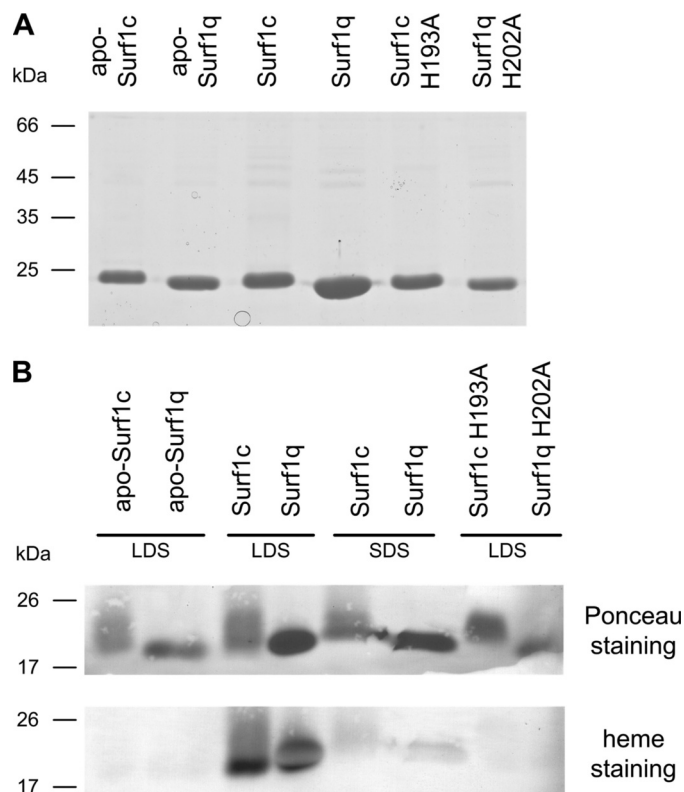 A
apo-
Surf1c
apo-
Surf1q
Surf1c
Surf1q
Surf1c
H193A
Surf1q
H202A
kDa
66
45
35
25
B
apo-Surf1c
apo-Surf1q
Surf1c
Surf1q
Surf1c
Surf1q
Surf1c H193A
Surf1q H202A
kDa
LDS
LDS
SDS
LDS
26
17
Ponceau
staining
26
17
heme
staining